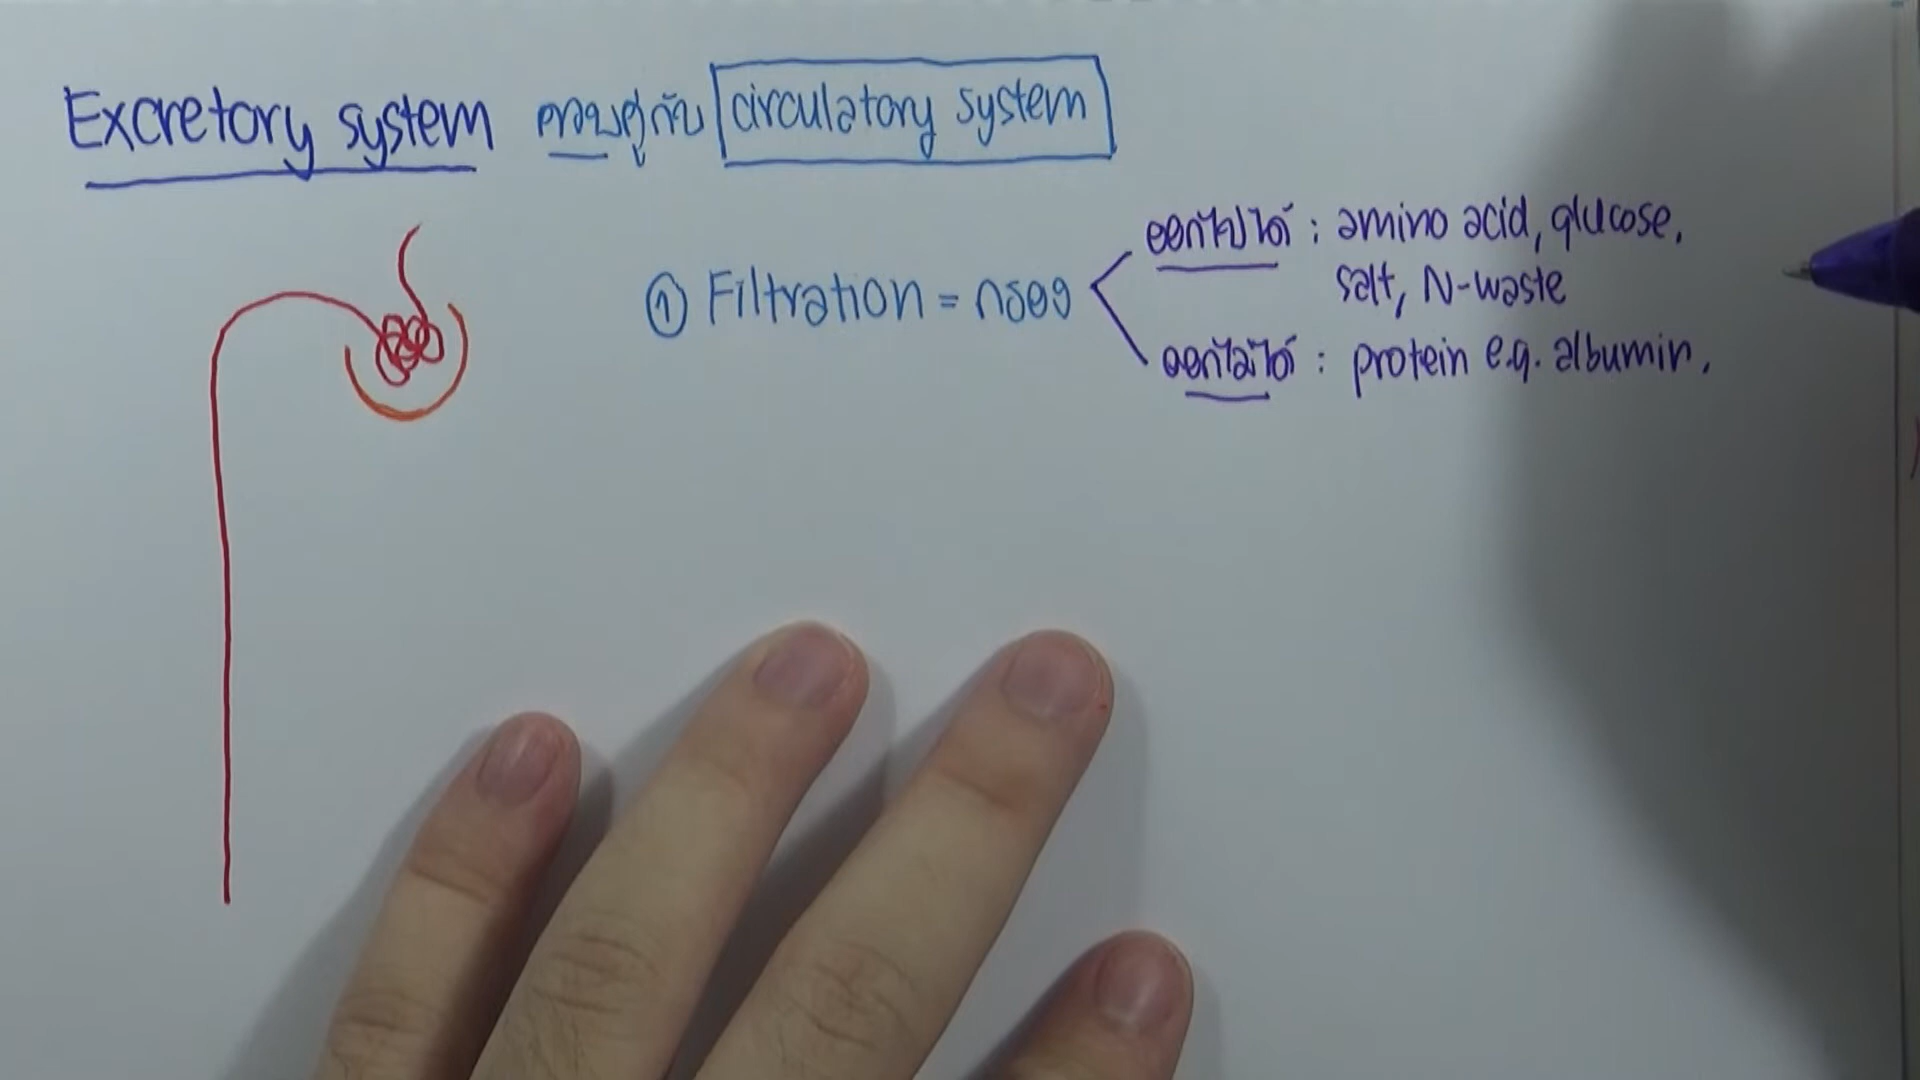 Excretory system ควบคู่กับ circulatory system
① Filtration = กรอง
ออกไปได้ : amino acid, glucose,
salt, N-waste
ออกไม่ได้ : protein e.g. albumin,